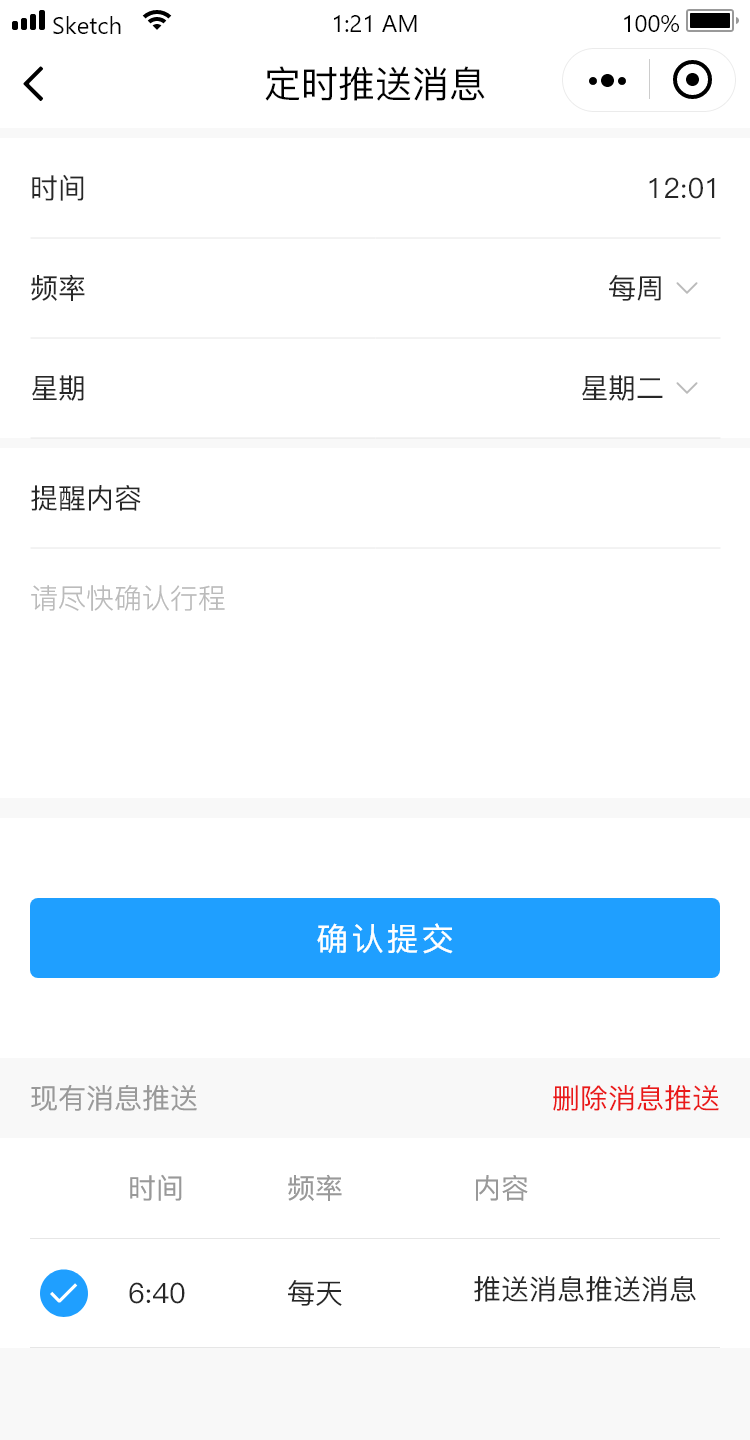 Sketch 1:21 AM 100%
定时推送消息
时间 12:01
频率 每周
星期 星期二
提醒内容
请尽快确认行程
确认提交
现有消息推送 删除消息推送
时间 频率 内容
6:40 每天 推送消息推送消息